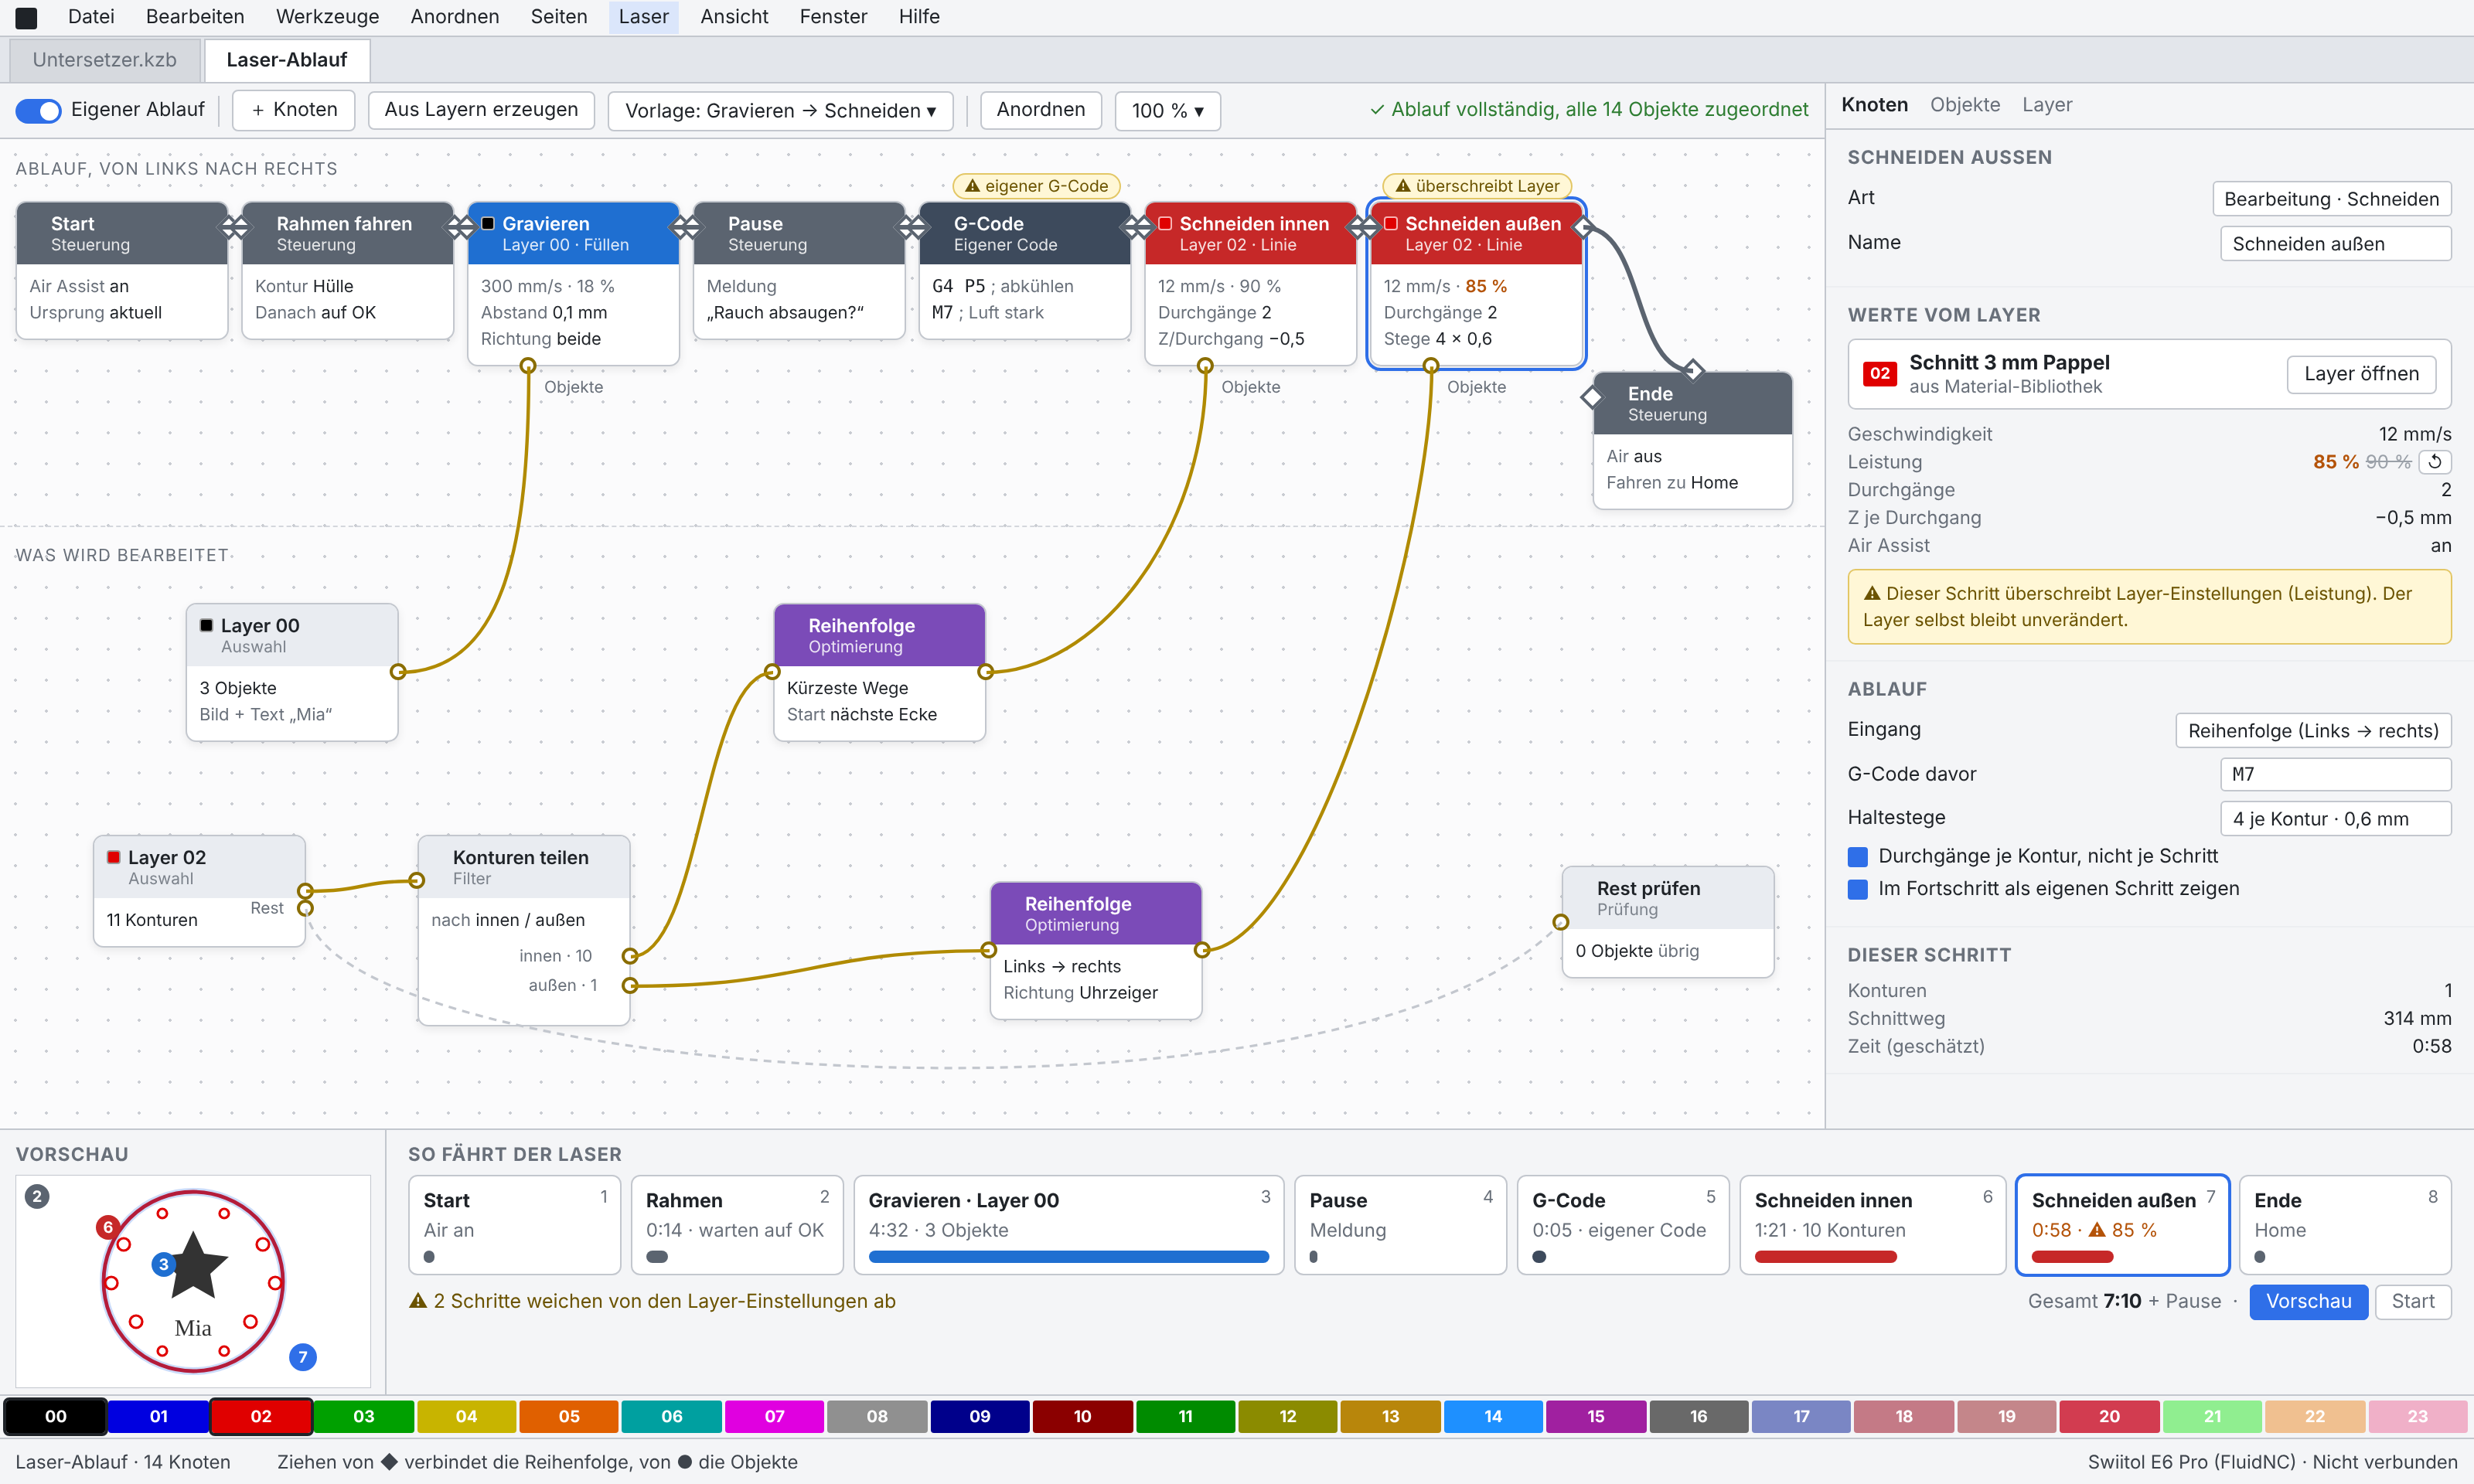 Datei Bearbeiten Werkzeuge Anordnen Seiten Laser Ansicht Fenster Hilfe
Untersetzer.kzb Laser-Ablauf
Eigener Ablauf + Knoten Aus Layern erzeugen Vorlage: Gravieren → Schneiden ▾ Anordnen 100 % ▾ ✓ Ablauf vollständig, alle 14 Objekte zugeordnet
ABLAUF, VON LINKS NACH RECHTS
Start
Steuerung
Air Assist an
Ursprung aktuell
Rahmen fahren
Steuerung
Kontur Hülle
Danach auf OK
Gravieren
Layer 00 · Füllen
300 mm/s · 18 %
Abstand 0,1 mm
Richtung beide
Objekte
Pause
Steuerung
Meldung
„Rauch absaugen?“
⚠ eigener G-Code
G-Code
Eigener Code
G4 P5 ; abkühlen
M7 ; Luft stark
Schneiden innen
Layer 02 · Linie
12 mm/s · 90 %
Durchgänge 2
Z/Durchgang −0,5
Objekte
⚠ überschreibt Layer
Schneiden außen
Layer 02 · Linie
12 mm/s · 85 %
Durchgänge 2
Stege 4 × 0,6
Objekte
Ende
Steuerung
Air aus
Fahren zu Home
WAS WIRD BEARBEITET
Layer 00
Auswahl
3 Objekte
Bild + Text „Mia“
Reihenfolge
Optimierung
Kürzeste Wege
Start nächste Ecke
Layer 02
Auswahl
11 Konturen
Rest
Konturen teilen
Filter
nach innen / außen
innen · 10
außen · 1
Reihenfolge
Optimierung
Links → rechts
Richtung Uhrzeiger
Rest prüfen
Prüfung
0 Objekte übrig
Knoten Objekte Layer
SCHNEIDEN AUSSEN
Art Bearbeitung · Schneiden
Name Schneiden außen
WERTE VOM LAYER
02 Schnitt 3 mm Pappel
aus Material-Bibliothek
Layer öffnen
Geschwindigkeit 12 mm/s
Leistung 85 % 90 %
Durchgänge 2
Z je Durchgang −0,5 mm
Air Assist an
⚠ Dieser Schritt überschreibt Layer-Einstellungen (Leistung). Der
Layer selbst bleibt unverändert.
ABLAUF
Eingang Reihenfolge (Links → rechts)
G-Code davor M7
Haltestege 4 je Kontur · 0,6 mm
Durchgänge je Kontur, nicht je Schritt
Im Fortschritt als eigenen Schritt zeigen
DIESER SCHRITT
Konturen 1
Schnittweg 314 mm
Zeit (geschätzt) 0:58
VORSCHAU
2
6
3
Mia
7
SO FÄHRT DER LASER
Start 1
Air an
Rahmen 2
0:14 · warten auf OK
Gravieren · Layer 00 3
4:32 · 3 Objekte
Pause 4
Meldung
G-Code 5
0:05 · eigener Code
Schneiden innen 6
1:21 · 10 Konturen
Schneiden außen 7
0:58 · ⚠ 85 %
Ende 8
Home
⚠ 2 Schritte weichen von den Layer-Einstellungen ab
Gesamt 7:10 + Pause · Vorschau Start
00 01 02 03 04 05 06 07 08 09 10 11 12 13 14 15 16 17 18 19 20 21 22 23
Laser-Ablauf · 14 Knoten Ziehen von ◆ verbindet die Reihenfolge, von ● die Objekte Swiitol E6 Pro (FluidNC) · Nicht verbunden